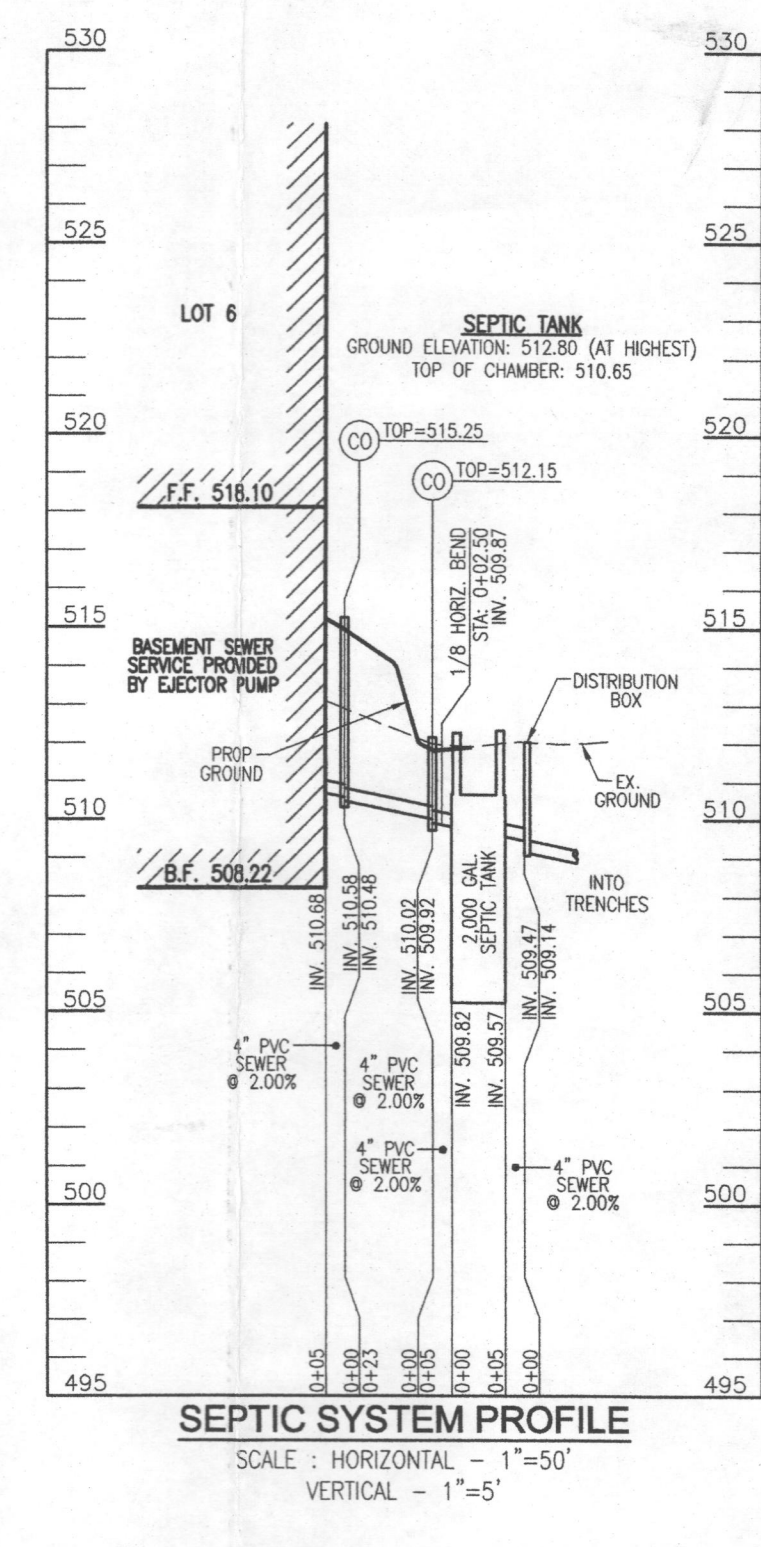 530
530
525
525
LOT 6
SEPTIC TANK
GROUND ELEVATION: 512.80 (AT HIGHEST)
TOP OF CHAMBER: 510.65
520
520
CO TOP=515.25
CO TOP=512.15
F.F. 518.10
1/8 HORIZ. BEND
STA: 0+02.50
INV. 509.87
515
515
BASEMENT SEWER
SERVICE PROVIDED
BY EJECTOR PUMP
DISTRIBUTION
BOX
PROP
GROUND
EX.
GROUND
510
510
B.F. 508.22
INTO
TRENCHES
2,000 GAL.
SEPTIC TANK
INV. 510.68
INV. 510.58
INV. 510.48
INV. 510.02
INV. 509.92
INV. 509.82
INV. 509.57
INV. 509.47
INV. 509.14
505
505
4" PVC
SEWER
@ 2.00%
4" PVC
SEWER
@ 2.00%
4" PVC
SEWER
@ 2.00%
4" PVC
SEWER
@ 2.00%
500
500
0+05
0+00
0+23
0+00
0+05
0+00
0+05
0+00
495
495
SEPTIC SYSTEM PROFILE
SCALE : HORIZONTAL - 1"=50'
VERTICAL - 1"=5'